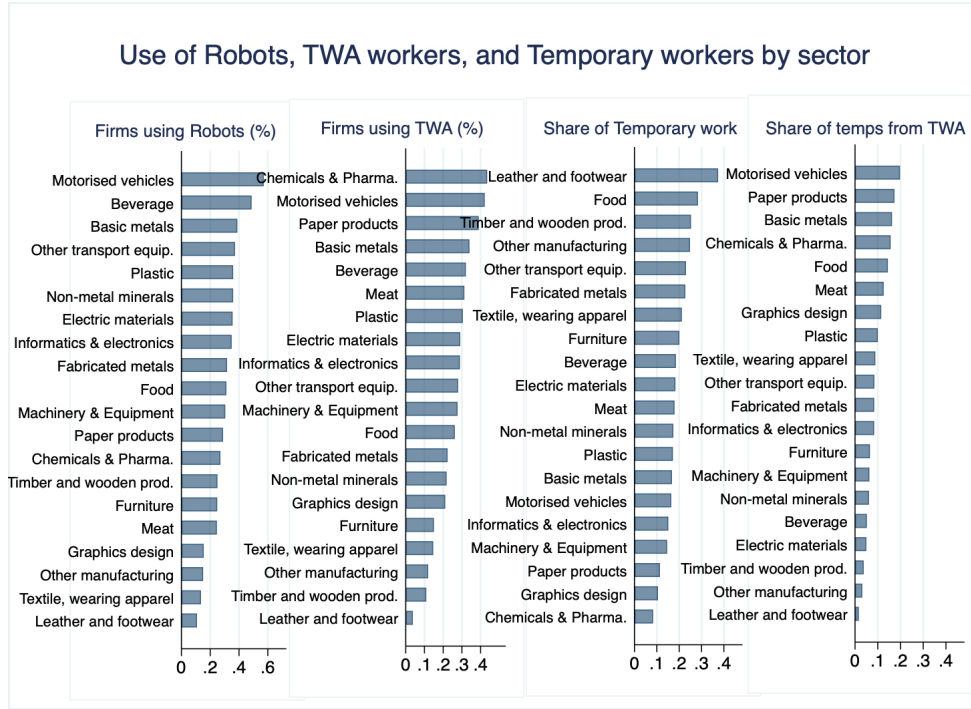 Use of Robots, TWA workers, and Temporary workers by sector
Firms using Robots (%)
Motorised vehicles
Beverage
Basic metals
Other transport equip.
Plastic
Non-metal minerals
Electric materials
Informatics & electronics
Fabricated metals
Food
Machinery & Equipment
Paper products
Chemicals & Pharma.
Timber and wooden prod.
Furniture
Meat
Graphics design
Other manufacturing
Textile, wearing apparel
Leather and footwear
0 .2 .4 .6
Firms using TWA (%)
Chemicals & Pharma.
Motorised vehicles
Paper products
Basic metals
Beverage
Meat
Plastic
Electric materials
Informatics & electronics
Other transport equip.
Machinery & Equipment
Food
Fabricated metals
Non-metal minerals
Graphics design
Furniture
Textile, wearing apparel
Other manufacturing
Timber and wooden prod.
Leather and footwear
0 .1 .2 .3 .4
Share of Temporary work
Leather and footwear
Food
Timber and wooden prod.
Other manufacturing
Other transport equip.
Fabricated metals
Textile, wearing apparel
Furniture
Beverage
Electric materials
Meat
Non-metal minerals
Plastic
Basic metals
Motorised vehicles
Informatics & electronics
Machinery & Equipment
Paper products
Graphics design
Chemicals & Pharma.
0 .1 .2 .3 .4
Share of temps from TWA
Motorised vehicles
Paper products
Basic metals
Chemicals & Pharma.
Food
Meat
Graphics design
Plastic
Textile, wearing apparel
Other transport equip.
Fabricated metals
Informatics & electronics
Furniture
Machinery & Equipment
Non-metal minerals
Beverage
Electric materials
Timber and wooden prod.
Other manufacturing
Leather and footwear
0 .1 .2 .3 .4